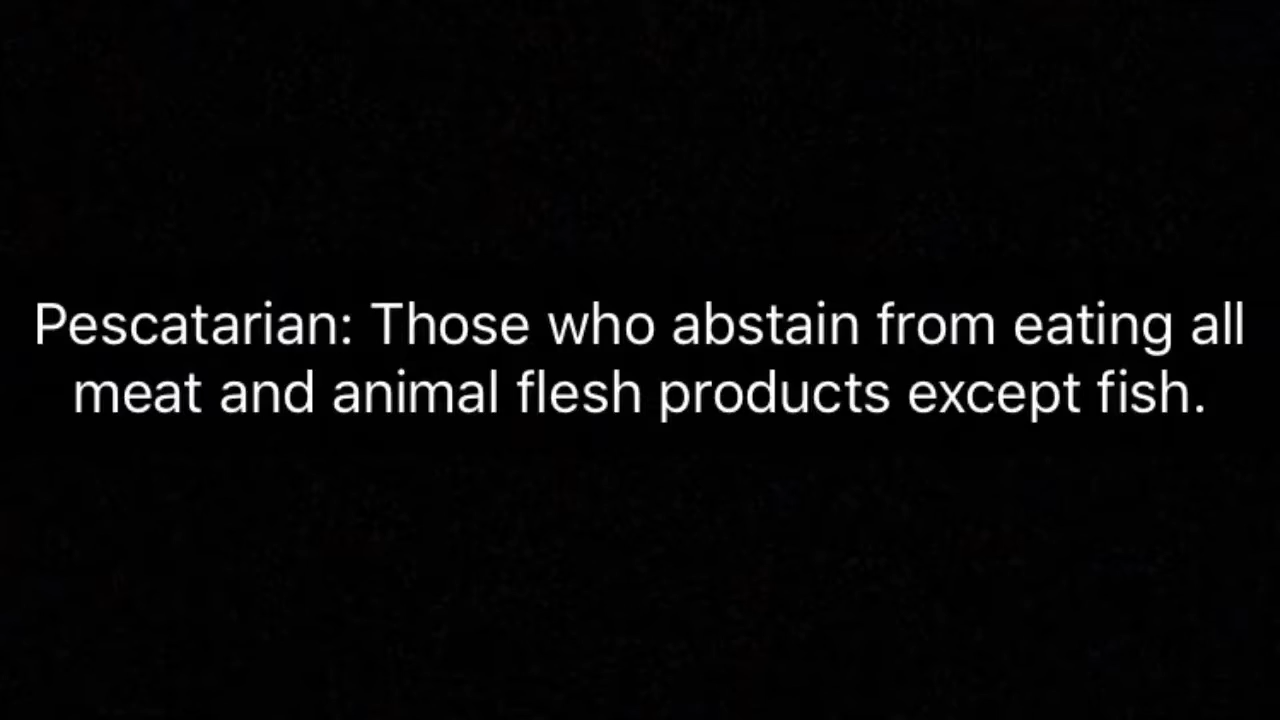 Pescatarian: Those who abstain from eating all
meat and animal flesh products except fish.